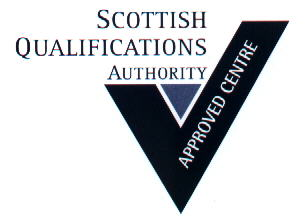 SCOTTISH
QUALIFICATIONS
AUTHORITY
APPROVED CENTRE